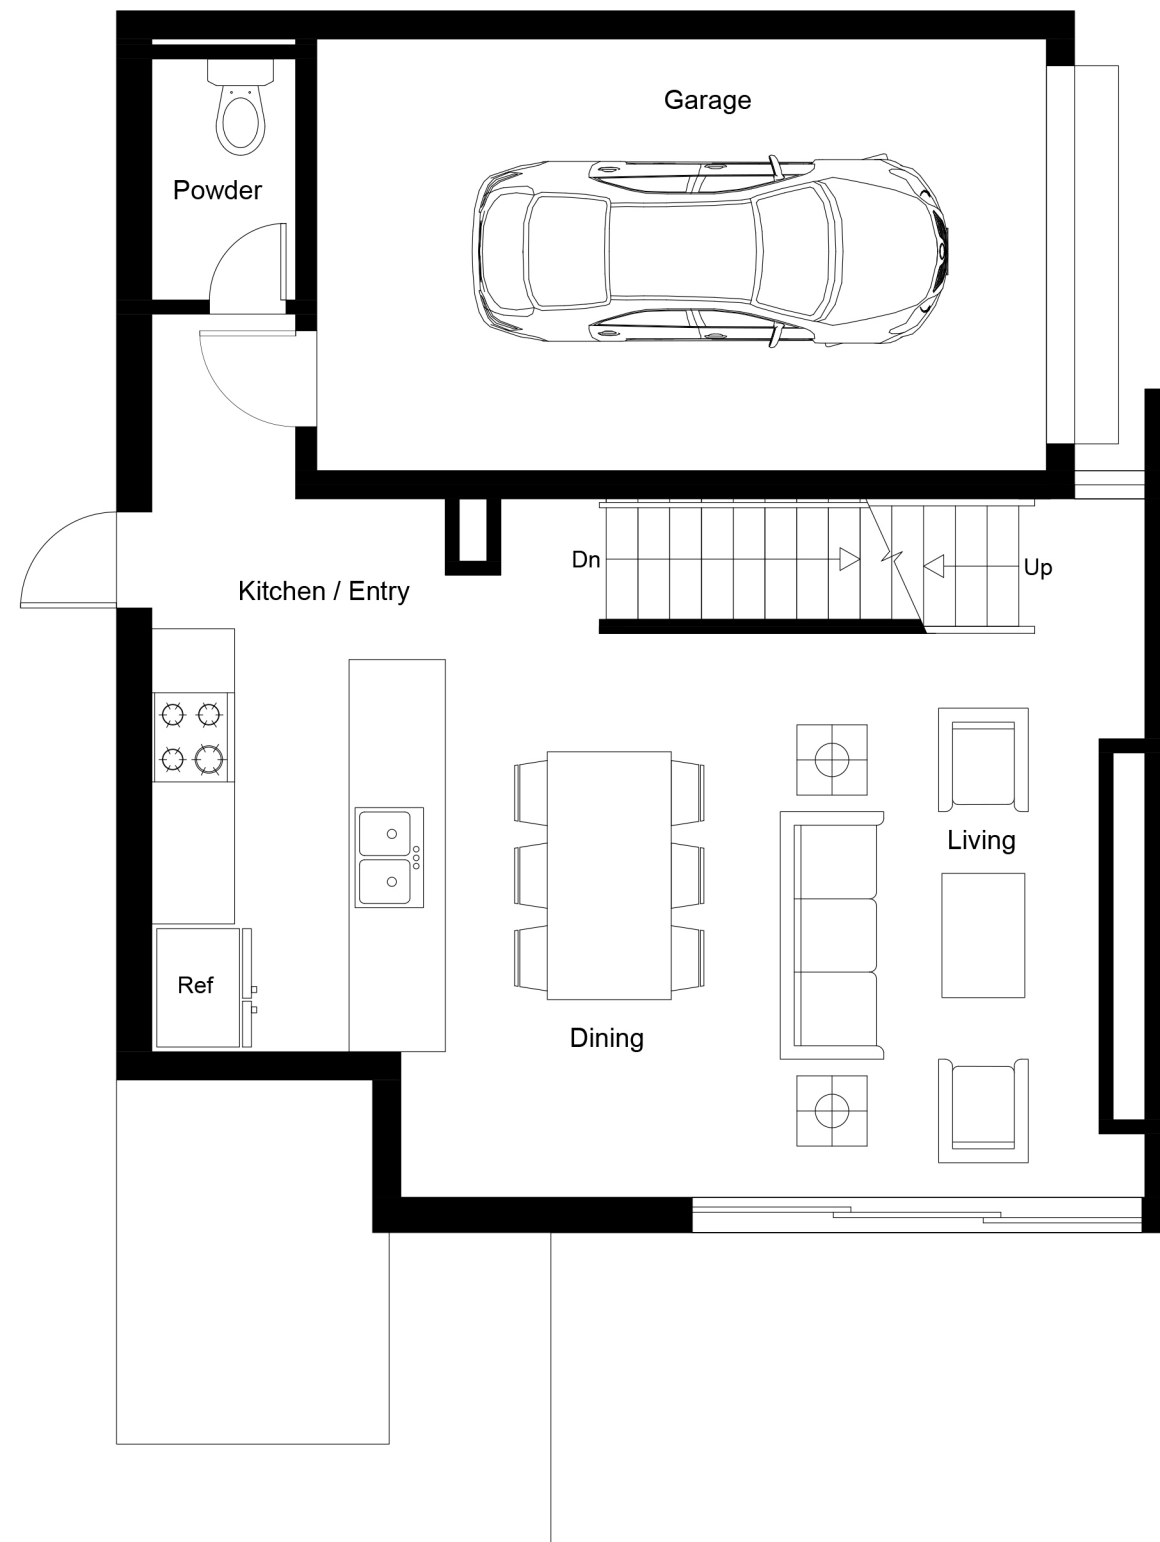 Garage
Powder
Dn
Up
Kitchen / Entry
Living
Ref
Dining